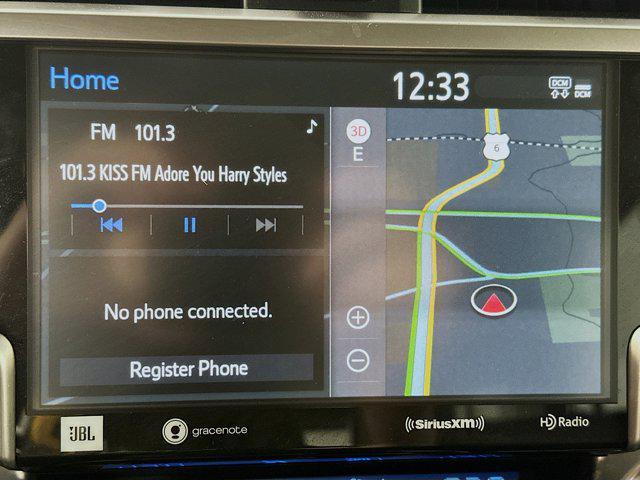 Home
12:33
DCM
DCM
FM 101.3
101.3 KISS FM Adore You Harry Styles
3D
E
6
No phone connected.
Register Phone
JBL
gracenote
((SiriusXM))
HD Radio